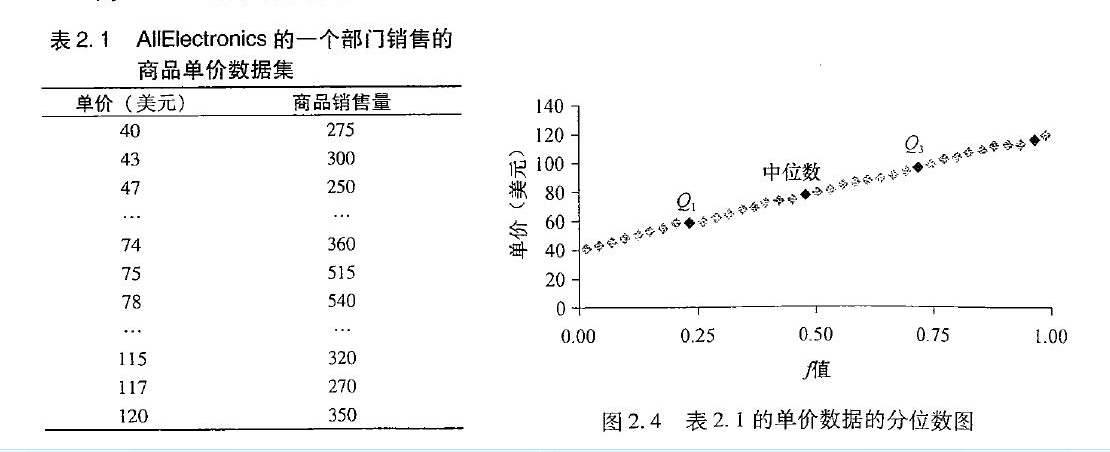 表2.1 AllElectronics 的一个部门销售的
商品单价数据集
单价（美元） 商品销售量
40 275
43 300
47 250
… …
74 360
75 515
78 540
… …
115 320
117 270
120 350
140
120
100
80
60
40
20
0
单价（美元）
Q1
中位数
Q3
0.00 0.25 0.50 0.75 1.00
f值
图2.4 表2.1的单价数据的分位数图